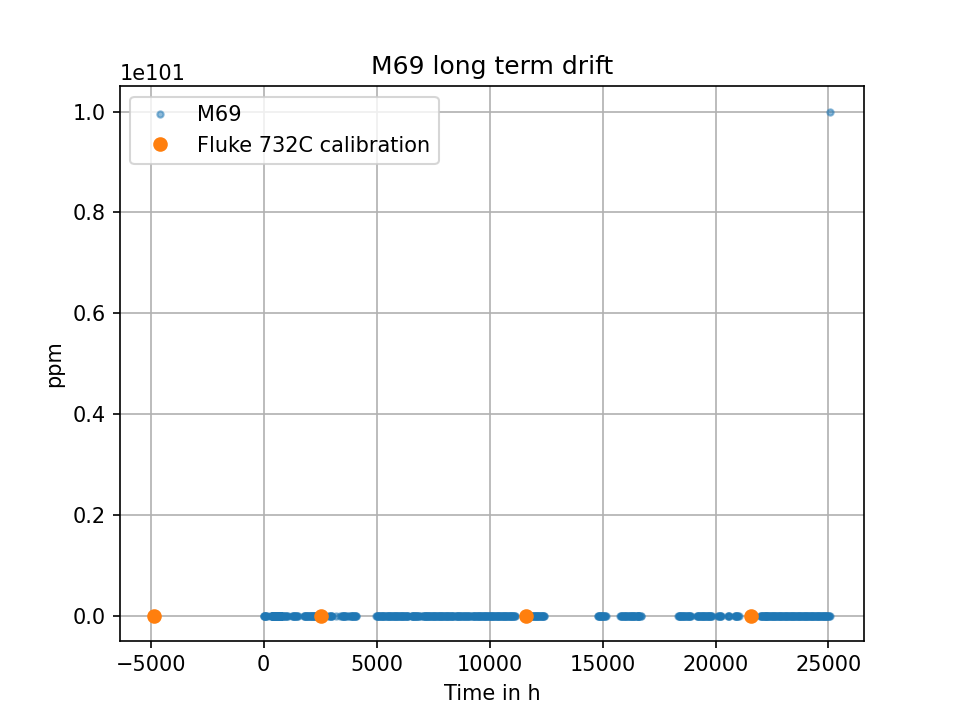 M69 long term drift
1e101
M69
Fluke 732C calibration
1.0
0.8
0.6
0.4
0.2
0.0
ppm
−5000 0 5000 10000 15000 20000 25000
Time in h